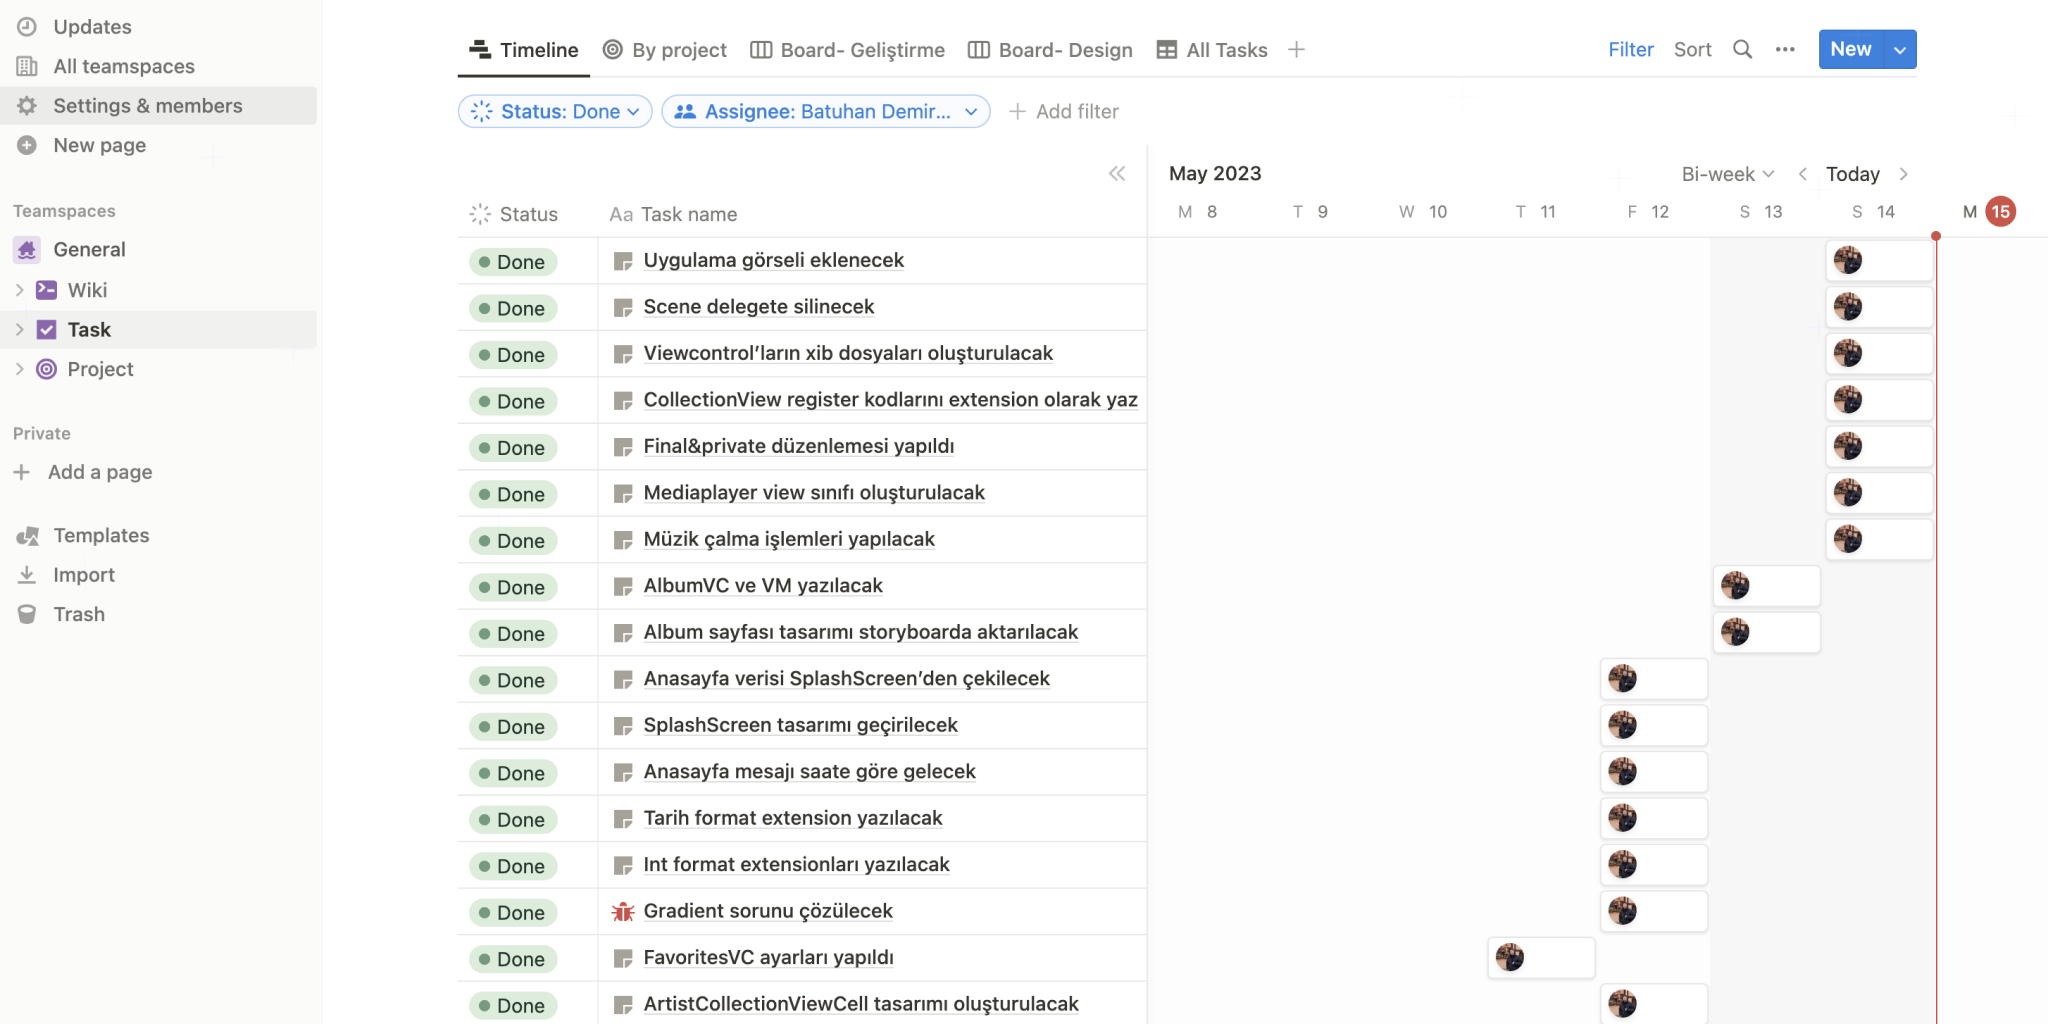 Updates
All teamspaces
Settings & members
New page
Teamspaces
General
Wiki
Task
Project
Private
Add a page
Templates
Import
Trash
Timeline By project Board- Geliştirme Board- Design All Tasks
Filter Sort New
Status: Done Assignee: Batuhan Demir... Add filter
May 2023 Bi-week Today
Status Aa Task name
M 8 T 9 W 10 T 11 F 12 S 13 S 14 M 15
Done Uygulama görseli eklenecek
Done Scene delegete silinecek
Done Viewcontrol’ların xib dosyaları oluşturulacak
Done CollectionView register kodlarını extension olarak yaz
Done Final&private düzenlemesi yapıldı
Done Mediaplayer view sınıfı oluşturulacak
Done Müzik çalma işlemleri yapılacak
Done AlbumVC ve VM yazılacak
Done Album sayfası tasarımı storyboarda aktarılacak
Done Anasayfa verisi SplashScreen’den çekilecek
Done SplashScreen tasarımı geçirilecek
Done Anasayfa mesajı saate göre gelecek
Done Tarih format extension yazılacak
Done Int format extensionları yazılacak
Done Gradient sorunu çözülecek
Done FavoritesVC ayarları yapıldı
Done ArtistCollectionViewCell tasarımı oluşturulacak